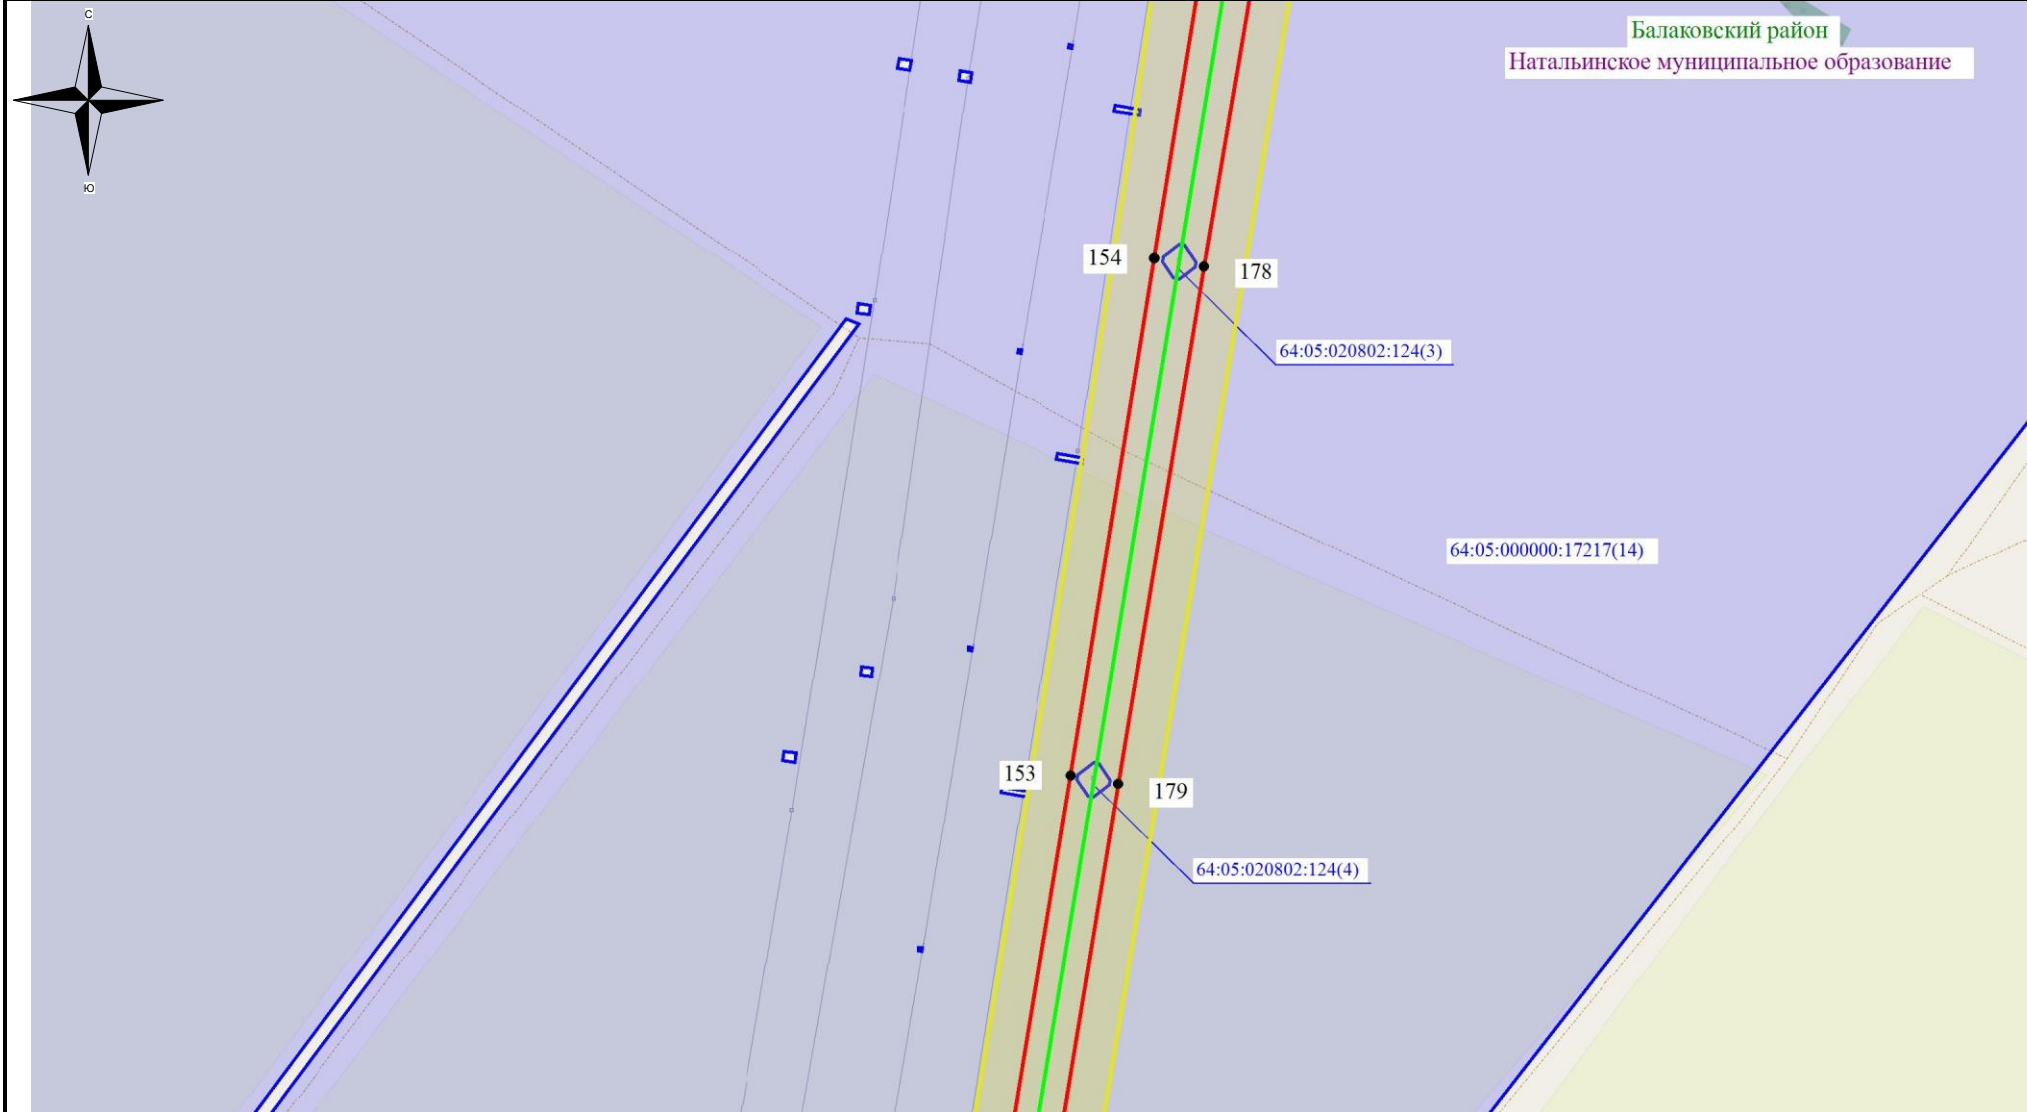 С
Ю
Балаковский район
Натальинское муниципальное образование
154
178
64:05:020802:124(3)
64:05:000000:17217(14)
153
179
64:05:020802:124(4)